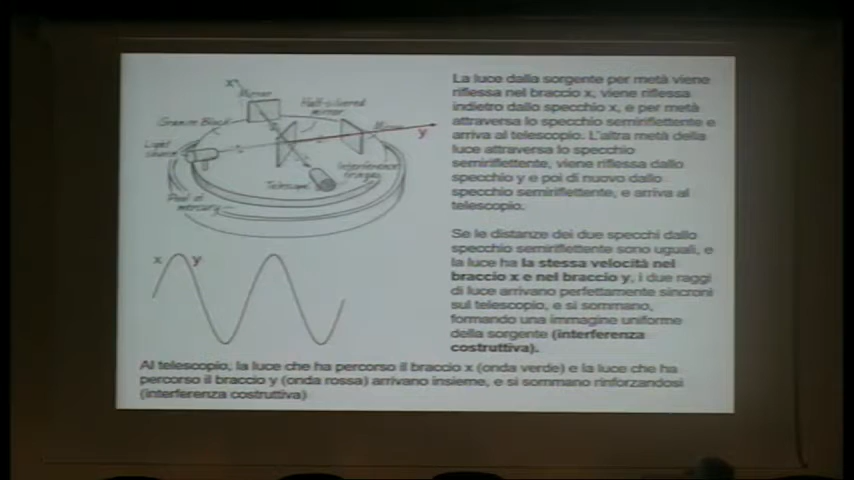 x
Mirror
Half-silvered
mirror
Granite Block
Mirror
y
Light
source
Interference
fringes
Telescope
Pool of
mercury
x y
La luce dalla sorgente per metà viene
riflessa nel braccio x, viene riflessa
indietro dallo specchio x, e per metà
attraversa lo specchio semiriflettente e
arriva al telescopio. L'altra metà della
luce attraversa lo specchio
semiriflettente, viene riflessa dallo
specchio y e poi di nuovo dallo
specchio semiriflettente, e arriva al
telescopio.
Se le distanze dei due specchi dallo
specchio semiriflettente sono uguali, e
la luce ha la stessa velocità nel
braccio x e nel braccio y, i due raggi
di luce arrivano perfettamente sincroni
sul telescopio, e si sommano,
formando una immagine uniforme
della sorgente (interferenza
costruttiva).
Al telescopio, la luce che ha percorso il braccio x (onda verde) e la luce che ha
percorso il braccio y (onda rossa) arrivano insieme, e si sommano rinforzandosi
(interferenza costruttiva)